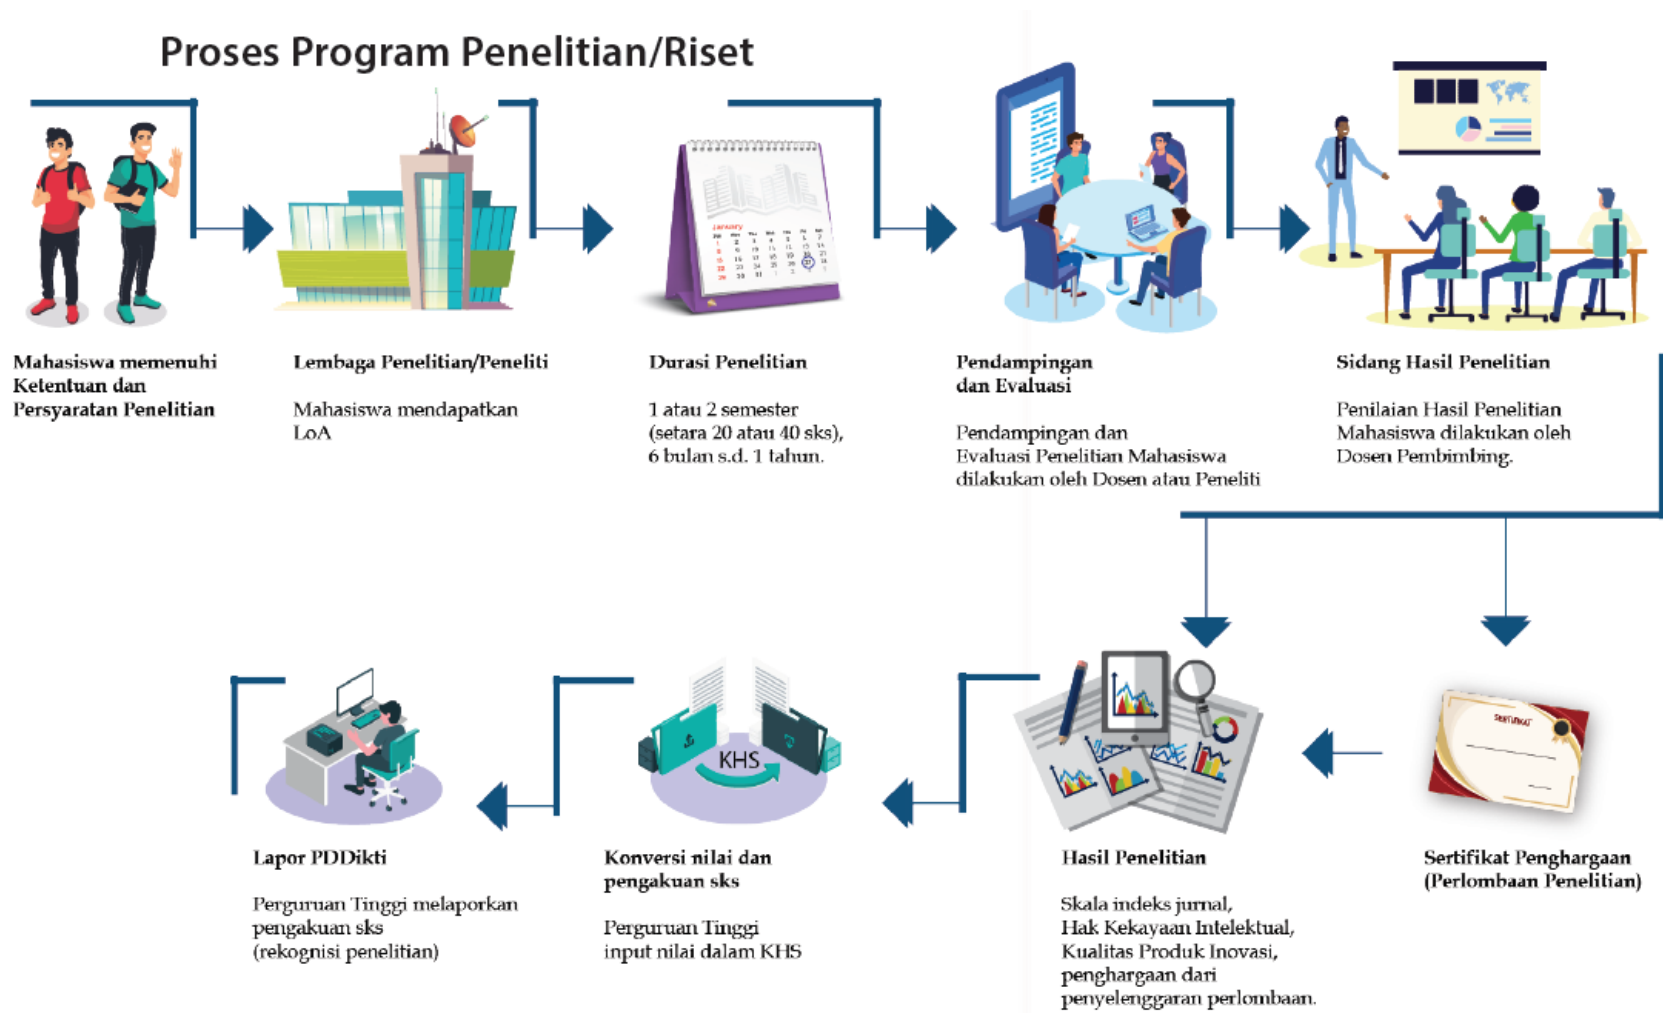 Proses Program Penelitian/Riset
January
Mahasiswa memenuhi
Ketentuan dan
Persyaratan Penelitian
Lembaga Penelitian/Peneliti
Mahasiswa mendapatkan
LoA
Durasi Penelitian
1 atau 2 semester
(setara 20 atau 40 sks),
6 bulan s.d. 1 tahun.
Pendampingan
dan Evaluasi
Pendampingan dan
Evaluasi Penelitian Mahasiswa
dilakukan oleh Dosen atau Peneliti
Sidang Hasil Penelitian
Penilaian Hasil Penelitian
Mahasiswa dilakukan oleh
Dosen Pembimbing.
KHS
SERTIFIKAT
Lapor PDDikti
Perguruan Tinggi melaporkan
pengakuan sks
(rekognisi penelitian)
Konversi nilai dan
pengakuan sks
Perguruan Tinggi
input nilai dalam KHS
Hasil Penelitian
Skala indeks jurnal,
Hak Kekayaan Intelektual,
Kualitas Produk Inovasi,
penghargaan dari
penyelenggaran perlombaan.
Sertifikat Penghargaan
(Perlombaan Penelitian)